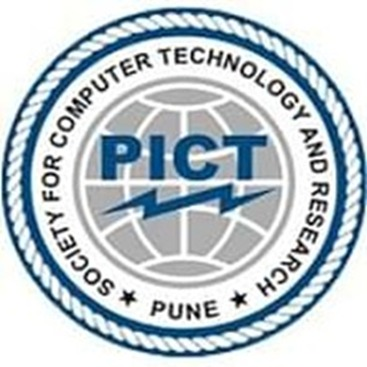 SOCIETY FOR COMPUTER TECHNOLOGY AND RESEARCH
PICT
★ PUNE ★